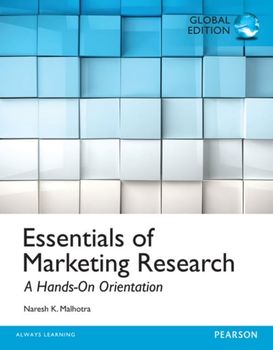 GLOBAL
EDITION
Essentials of
Marketing Research
A Hands-On Orientation
Naresh K. Malhotra
ALWAYS LEARNING
PEARSON